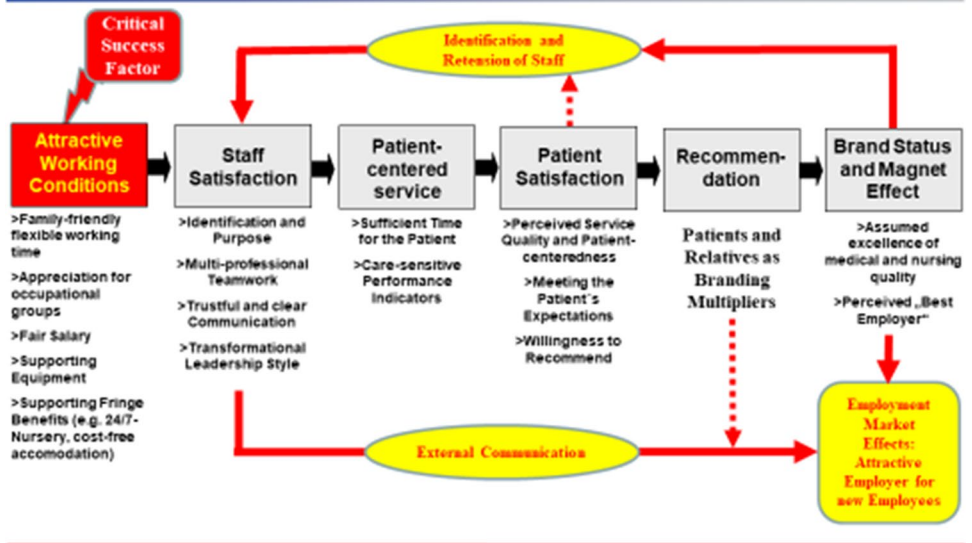 Critical
Success
Factor
Identification and
Retension of Staff
Attractive
Working
Conditions
Staff
Satisfaction
Patient-
centered
service
Patient
Satisfaction
Recommen-
dation
Brand Status
and Magnet
Effect
>Family-friendly
flexible working
time
>Appreciation for
occupational
groups
>Fair Salary
>Supporting
Equipment
>Supporting Fringe
Benefits (e.g. 24/7-
Nursery, cost-free
accomodation)
>Identification and
Purpose
>Multi-professional
Teamwork
>Trustful and clear
Communication
>Transformational
Leadership Style
>Sufficient Time
for the Patient
>Care-sensitive
Performance
Indicators
>Perceived Service
Quality and Patient-
centeredness
>Meeting the
Patient´s
Expectations
>Willingness to
Recommend
Patients and
Relatives as
Branding
Multipliers
>Assumed
excellence of
medical and nursing
quality
>Perceived „Best
Employer“
External Communication
Employment
Market
Effects:
Attractive
Employer for
new Employees